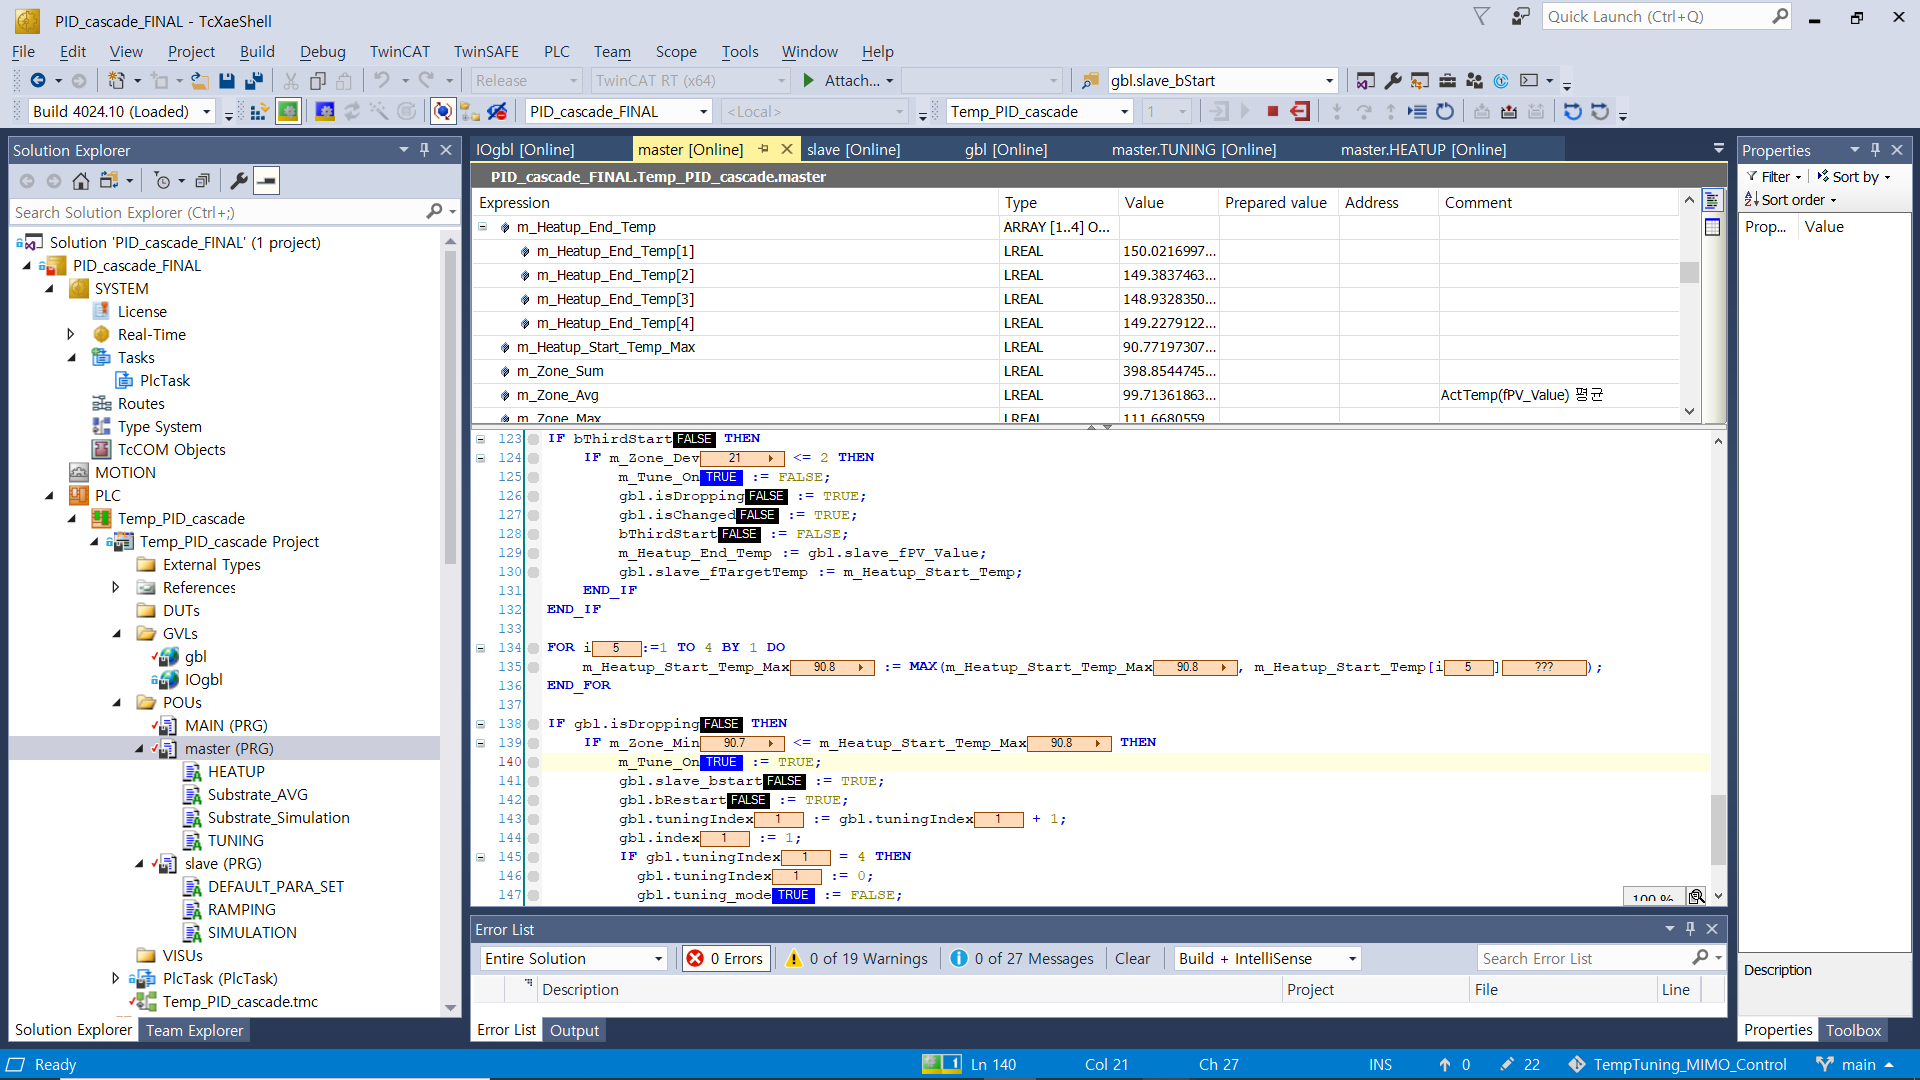 PID_cascade_FINAL - TcXaeShell
Quick Launch (Ctrl+Q)
File Edit View Project Build Debug TwinCAT TwinSAFE PLC Team Scope Tools Window Help
Release TwinCAT RT (x64) Attach... gbl.slave_bStart
Build 4024.10 (Loaded) PID_cascade_FINAL <Local> Temp_PID_cascade 1
Solution Explorer
Search Solution Explorer (Ctrl+;)
Solution 'PID_cascade_FINAL' (1 project)
PID_cascade_FINAL
SYSTEM
License
Real-Time
Tasks
PlcTask
Routes
Type System
TcCOM Objects
MOTION
PLC
Temp_PID_cascade
Temp_PID_cascade Project
External Types
References
DUTs
GVLs
gbl
IOgbl
POUs
MAIN (PRG)
master (PRG)
HEATUP
Substrate_AVG
Substrate_Simulation
TUNING
slave (PRG)
DEFAULT_PARA_SET
RAMPING
SIMULATION
VISUs
PlcTask (PlcTask)
Temp_PID_cascade.tmc
Solution Explorer Team Explorer
IOgbl [Online] master [Online] slave [Online] gbl [Online] master.TUNING [Online] master.HEATUP [Online]
PID_cascade_FINAL.Temp_PID_cascade.master
Expression Type Value Prepared value Address Comment
m_Heatup_End_Temp ARRAY [1..4] O...
m_Heatup_End_Temp[1] LREAL 150.0216997...
m_Heatup_End_Temp[2] LREAL 149.3837463...
m_Heatup_End_Temp[3] LREAL 148.9328350...
m_Heatup_End_Temp[4] LREAL 149.2279122...
m_Heatup_Start_Temp_Max LREAL 90.77197307...
m_Zone_Sum LREAL 398.8544745...
m_Zone_Avg LREAL 99.71361863... ActTemp(fPV_Value) 평균
m_Zone_Max LREAL 111.6680559...
123 IF bThirdStart FALSE THEN
124 IF m_Zone_Dev 21 <= 2 THEN
125 m_Tune_On TRUE := FALSE;
126 gbl.isDropping FALSE := TRUE;
127 gbl.isChanged FALSE := TRUE;
128 bThirdStart FALSE := FALSE;
129 m_Heatup_End_Temp := gbl.slave_fPV_Value;
130 gbl.slave_fTargetTemp := m_Heatup_Start_Temp;
131 END_IF
132 END_IF
133
134 FOR i 5 :=1 TO 4 BY 1 DO
135 m_Heatup_Start_Temp_Max 90.8 := MAX(m_Heatup_Start_Temp_Max 90.8 , m_Heatup_Start_Temp[i 5 ] ??? );
136 END_FOR
137
138 IF gbl.isDropping FALSE THEN
139 IF m_Zone_Min 90.7 <= m_Heatup_Start_Temp_Max 90.8 THEN
140 m_Tune_On TRUE := TRUE;
141 gbl.slave_bstart FALSE := TRUE;
142 gbl.bRestart FALSE := TRUE;
143 gbl.tuningIndex 1 := gbl.tuningIndex 1 + 1;
144 gbl.index 1 := 1;
145 IF gbl.tuningIndex 1 = 4 THEN
146 gbl.tuningIndex 1 := 0;
147 gbl.tuning_mode TRUE := FALSE;
100 %
Error List
Entire Solution 0 Errors 0 of 19 Warnings 0 of 27 Messages Clear Build + IntelliSense Search Error List
Description Project File Line
Error List Output
Properties
Filter Sort by
Sort order
Prop... Value
Description
Properties Toolbox
Ready 1 Ln 140 Col 21 Ch 27 INS 0 22 TempTuning_MIMO_Control main